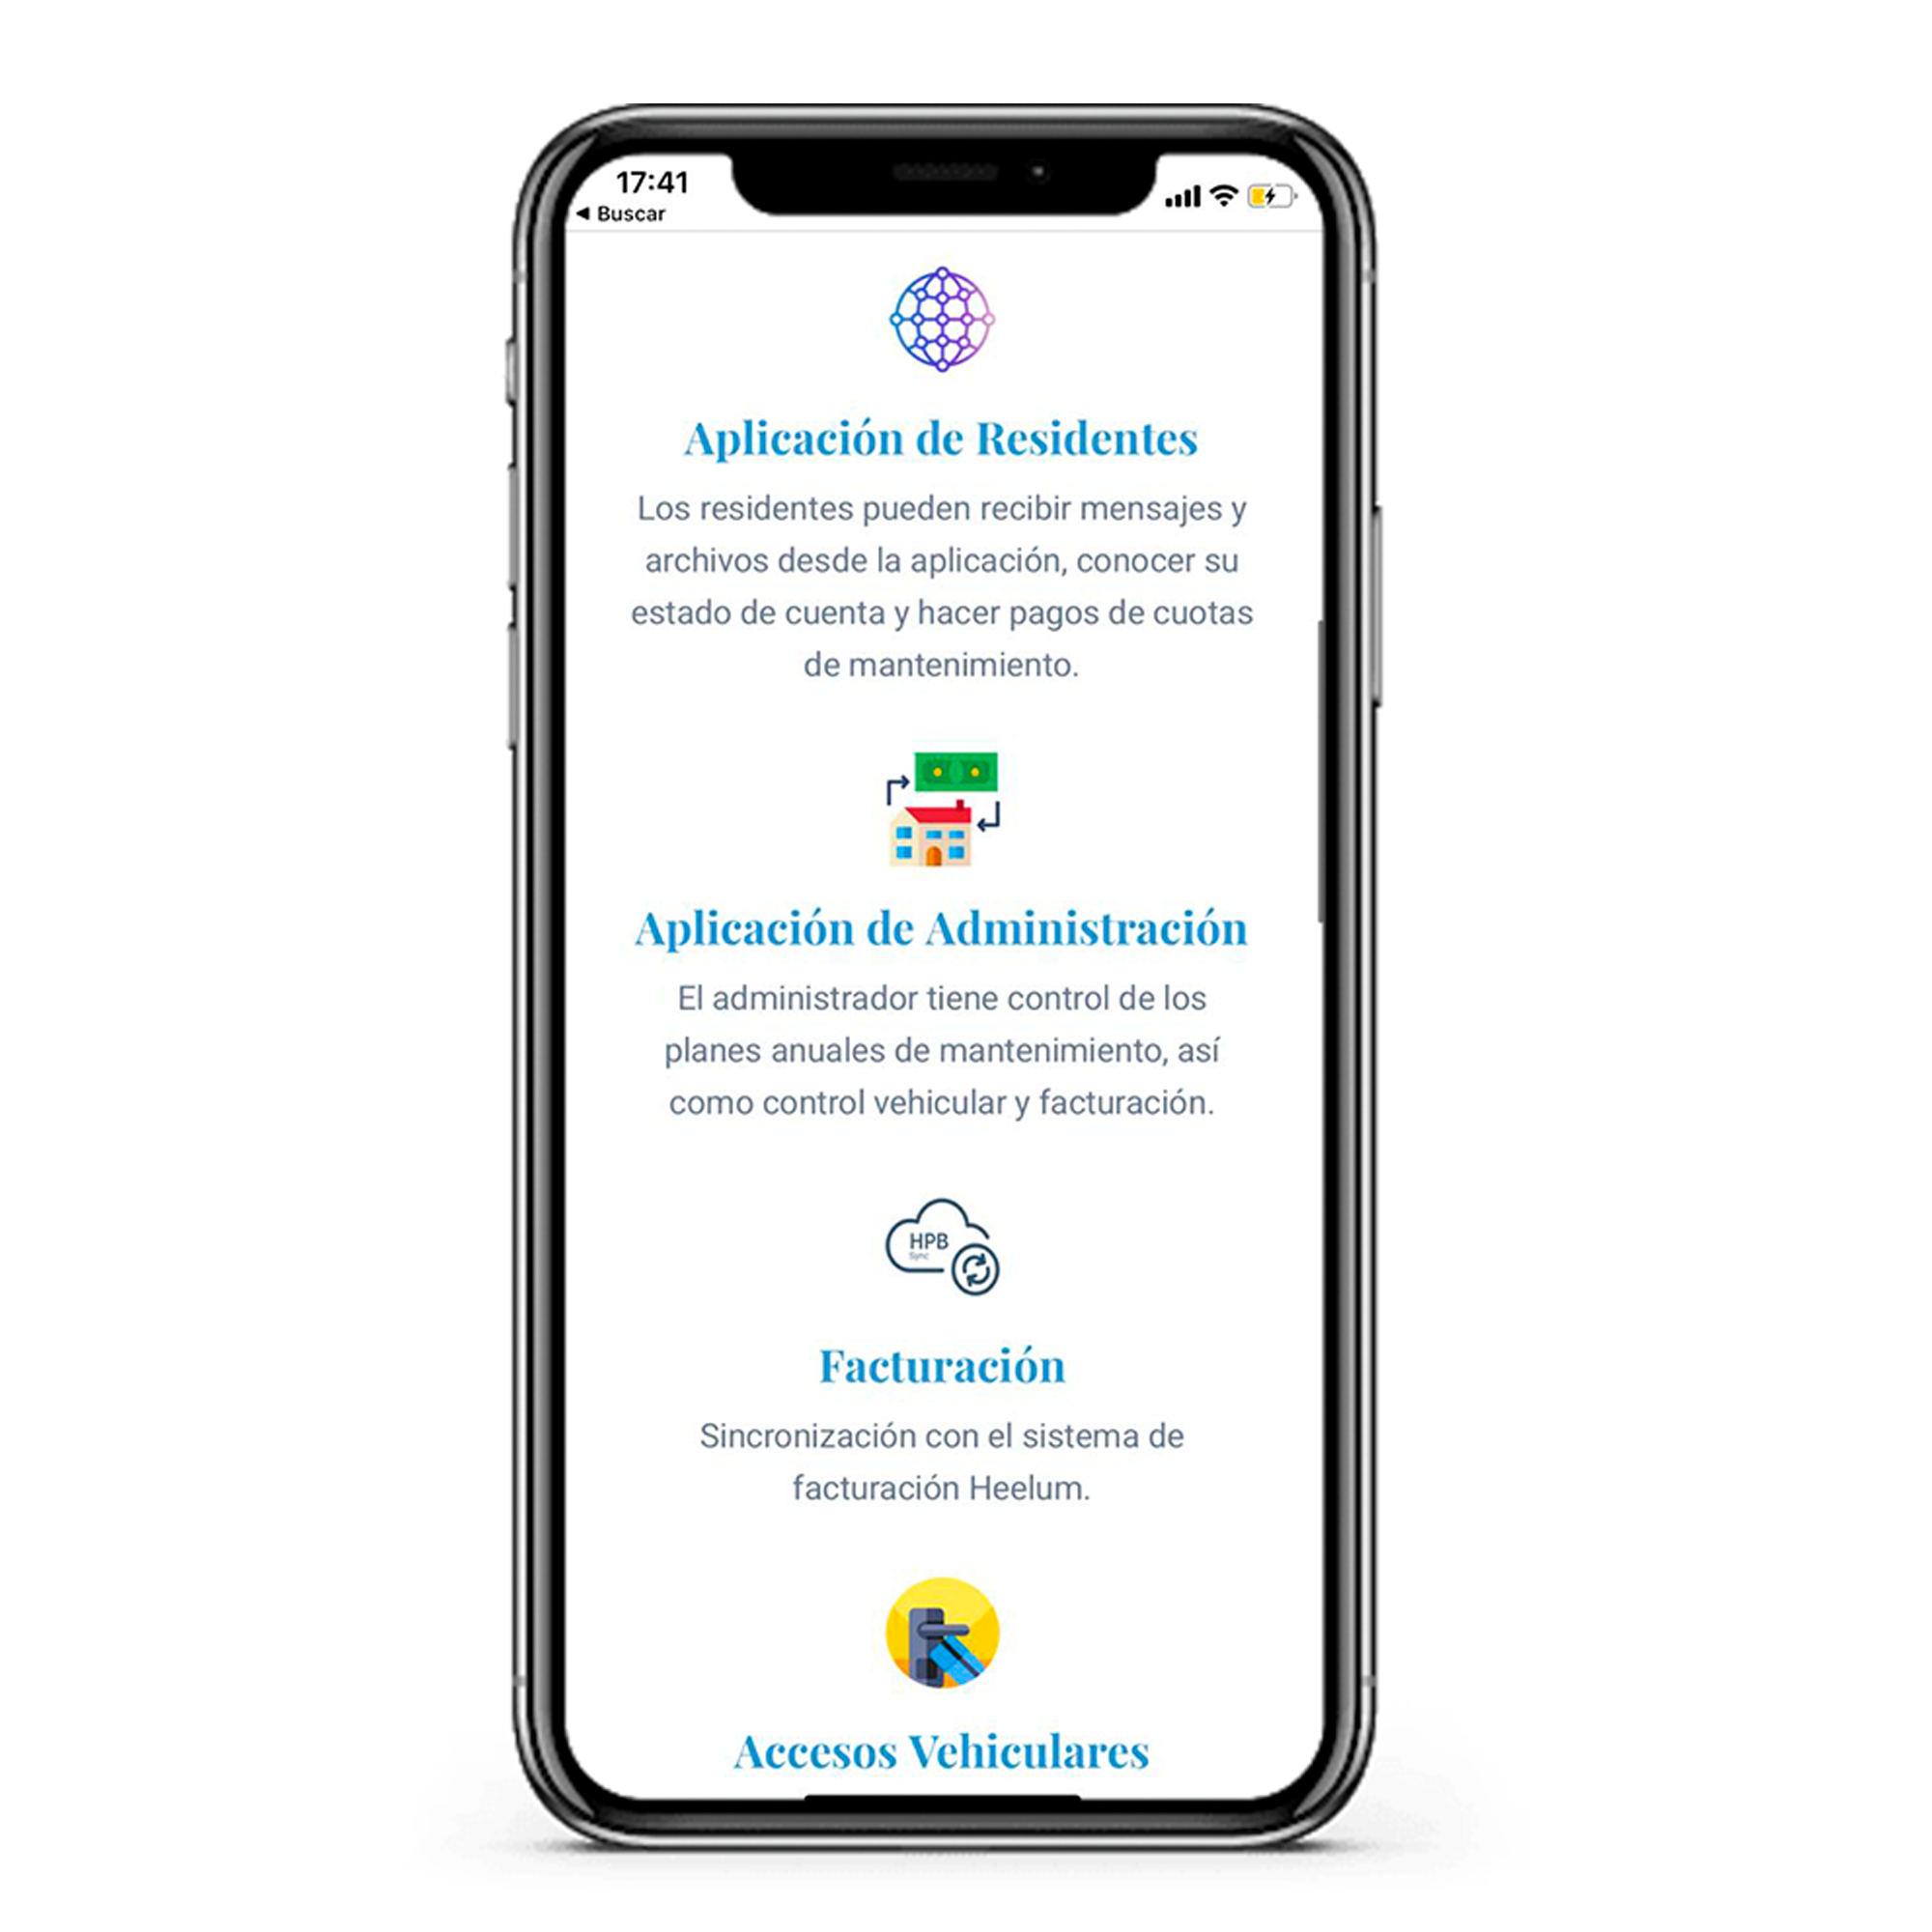 17:41
◀ Buscar
Aplicación de Residentes
Los residentes pueden recibir mensajes y
archivos desde la aplicación, conocer su
estado de cuenta y hacer pagos de cuotas
de mantenimiento.
Aplicación de Administración
El administrador tiene control de los
planes anuales de mantenimiento, así
como control vehicular y facturación.
HPB
Sync
Facturación
Sincronización con el sistema de
facturación Heelum.
Accesos Vehiculares